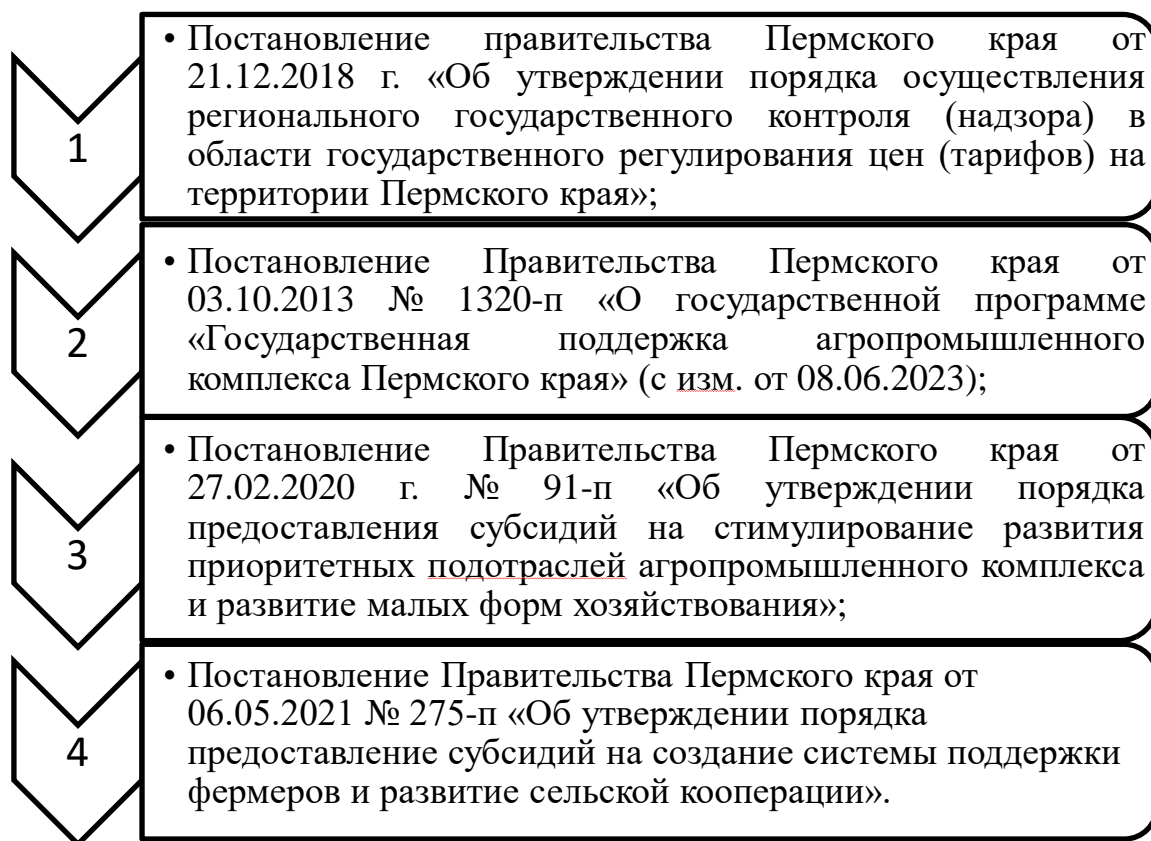 1
• Постановление правительства Пермского края от
21.12.2018 г. «Об утверждении порядка осуществления
регионального государственного контроля (надзора) в
области государственного регулирования цен (тарифов) на
территории Пермского края»;
2
• Постановление Правительства Пермского края от
03.10.2013 № 1320-п «О государственной программе
«Государственная поддержка агропромышленного
комплекса Пермского края» (с изм. от 08.06.2023);
3
• Постановление Правительства Пермского края от
27.02.2020 г. № 91-п «Об утверждении порядка
предоставления субсидий на стимулирование развития
приоритетных подотраслей агропромышленного комплекса
и развитие малых форм хозяйствования»;
4
• Постановление Правительства Пермского края от
06.05.2021 № 275-п «Об утверждении порядка
предоставление субсидий на создание системы поддержки
фермеров и развитие сельской кооперации».